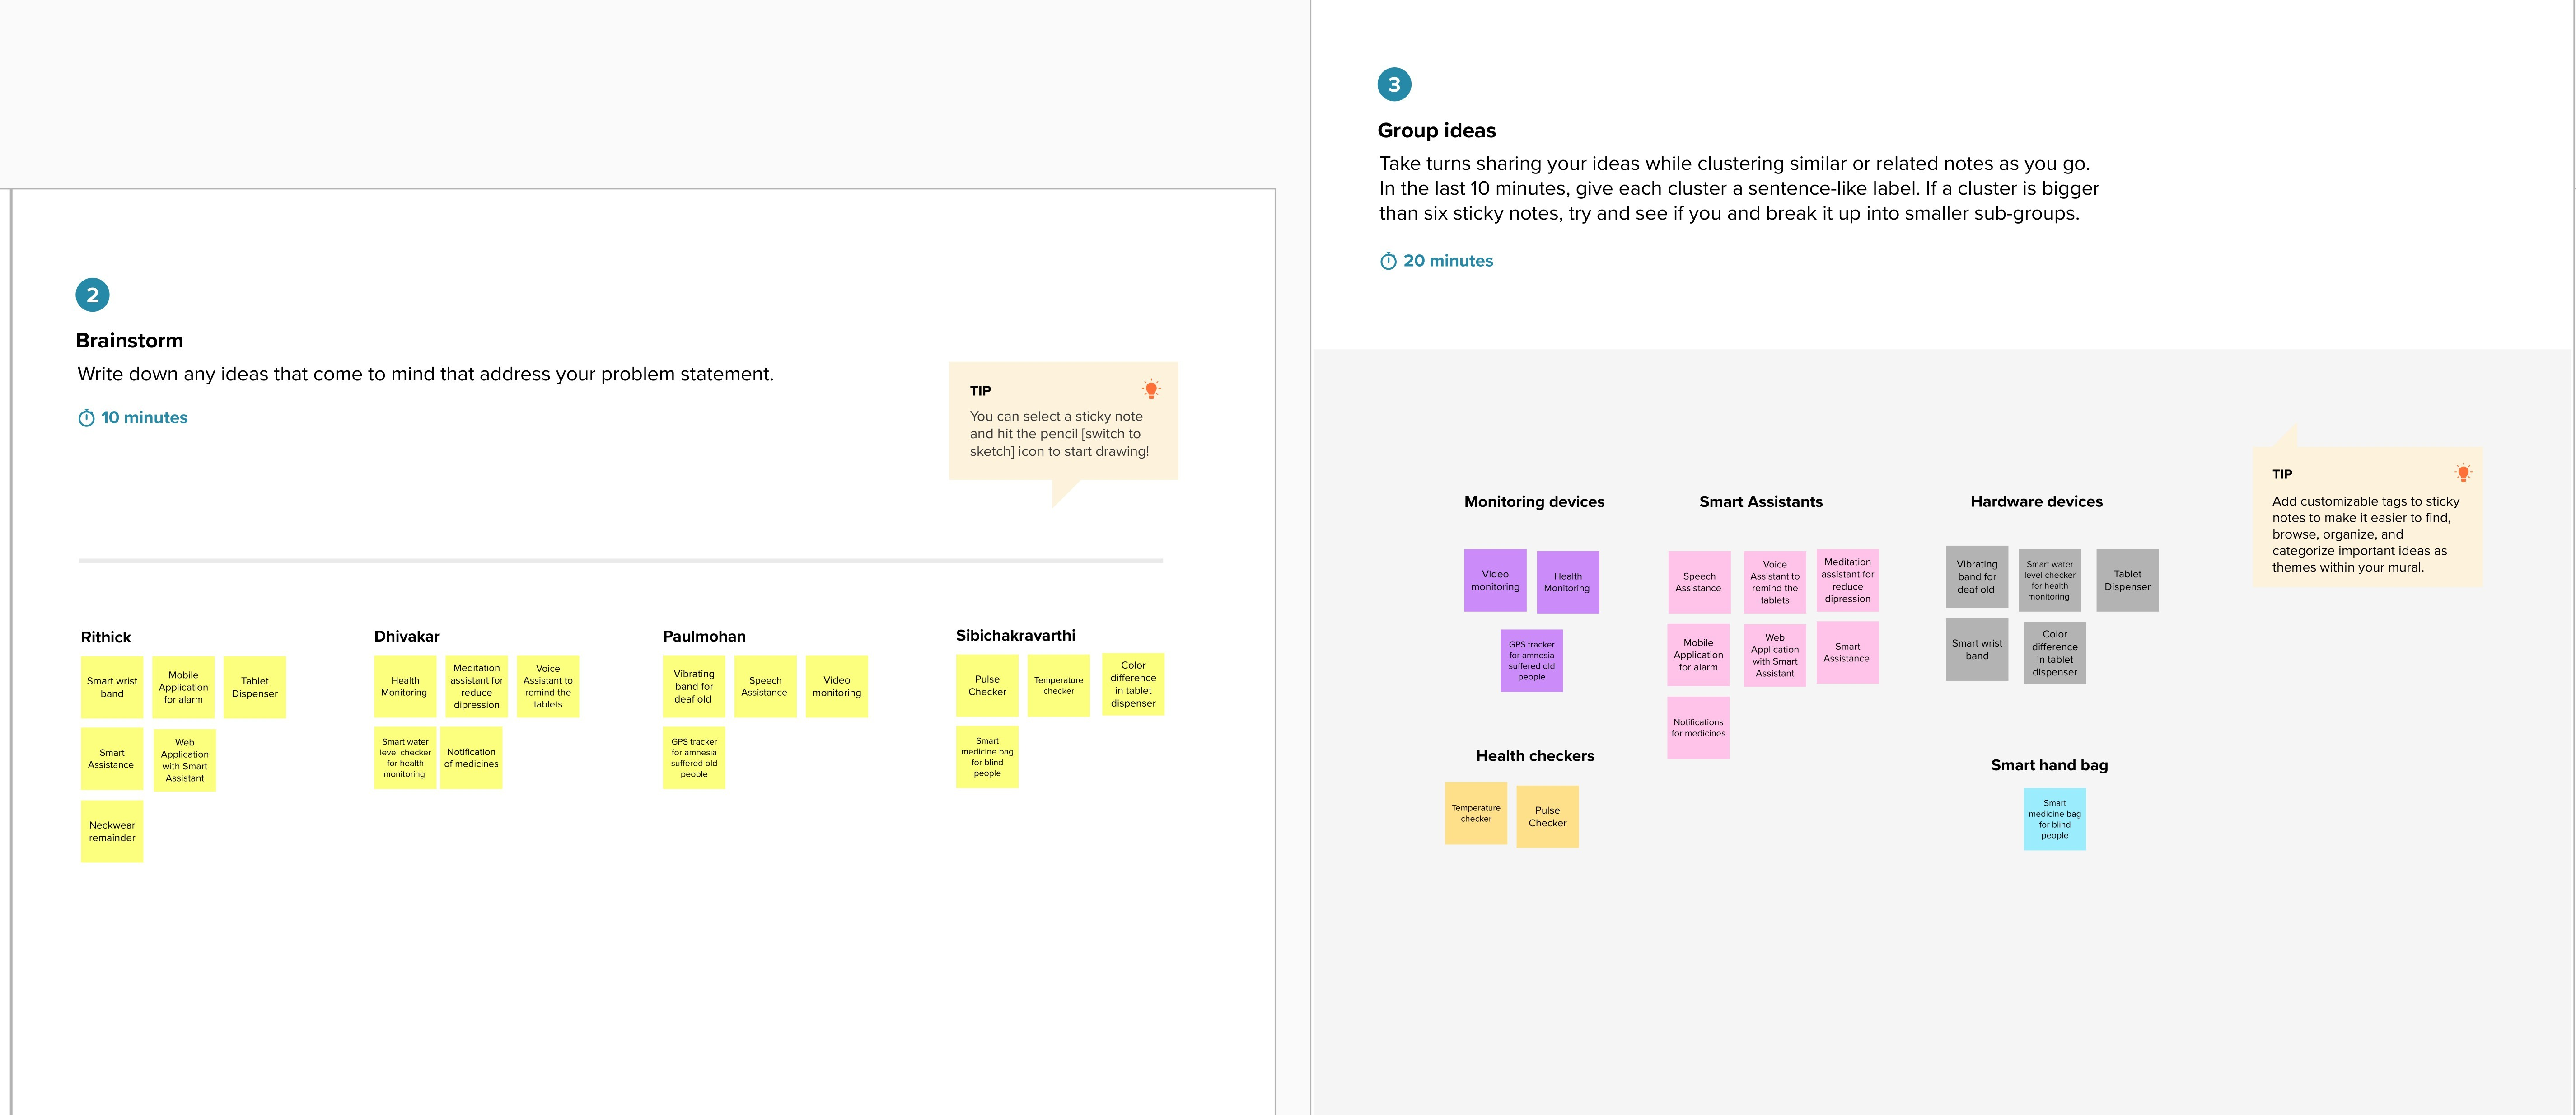 2
Brainstorm
Write down any ideas that come to mind that address your problem statement.
10 minutes
TIP
You can select a sticky note
and hit the pencil [switch to
sketch] icon to start drawing!
Rithick
Smart wrist
band
Mobile
Application
for alarm
Tablet
Dispenser
Smart
Assistance
Web
Application
with Smart
Assistant
Neckwear
remainder
Dhivakar
Health
Monitoring
Meditation
assistant for
reduce
dipression
Voice
Assistant to
remind the
tablets
Smart water
level checker
for health
monitoring
Notification
of medicines
Paulmohan
Vibrating
band for
deaf old
Speech
Assistance
Video
monitoring
GPS tracker
for amnesia
suffered old
people
Sibichakravarthi
Pulse
Checker
Temperature
checker
Color
difference
in tablet
dispenser
Smart
medicine bag
for blind
people
3
Group ideas
Take turns sharing your ideas while clustering similar or related notes as you go.
In the last 10 minutes, give each cluster a sentence-like label. If a cluster is bigger
than six sticky notes, try and see if you and break it up into smaller sub-groups.
20 minutes
TIP
Add customizable tags to sticky
notes to make it easier to find,
browse, organize, and
categorize important ideas as
themes within your mural.
Monitoring devices
Video
monitoring
Health
Monitoring
GPS tracker
for amnesia
suffered old
people
Smart Assistants
Speech
Assistance
Voice
Assistant to
remind the
tablets
Meditation
assistant for
reduce
dipression
Mobile
Application
for alarm
Web
Application
with Smart
Assistant
Smart
Assistance
Notifications
for medicines
Hardware devices
Vibrating
band for
deaf old
Smart water
level checker
for health
monitoring
Tablet
Dispenser
Smart wrist
band
Color
difference
in tablet
dispenser
Health checkers
Temperature
checker
Pulse
Checker
Smart hand bag
Smart
medicine bag
for blind
people